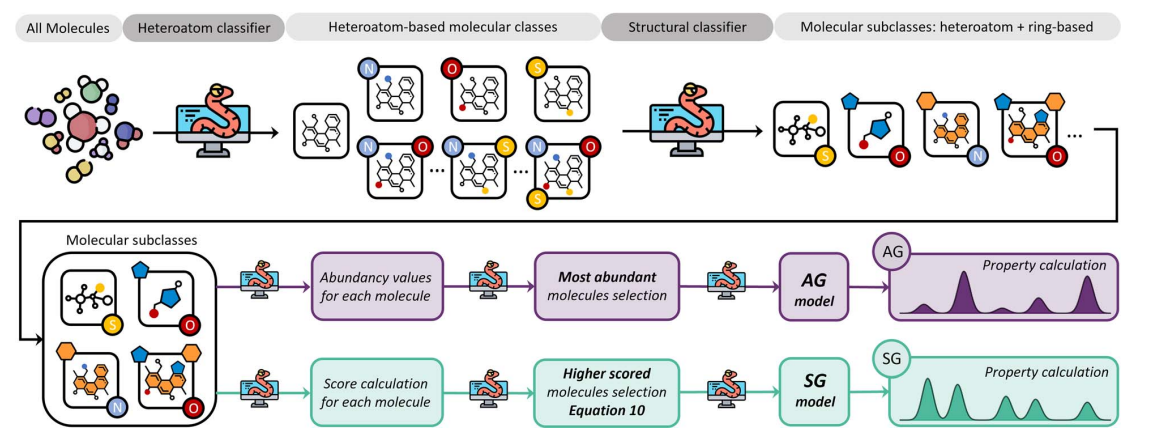 All Molecules
Heteroatom classifier
Heteroatom-based molecular classes
Structural classifier
Molecular subclasses: heteroatom + ring-based
N
O
S
N
O
N
S
N
O
S
...
...
S
O
N
O
...
Molecular subclasses
S
O
N
O
Abundancy values
for each molecule
Most abundant
molecules selection
AG
model
AG
Property calculation
Score calculation
for each molecule
Higher scored
molecules selection
Equation 10
SG
model
SG
Property calculation